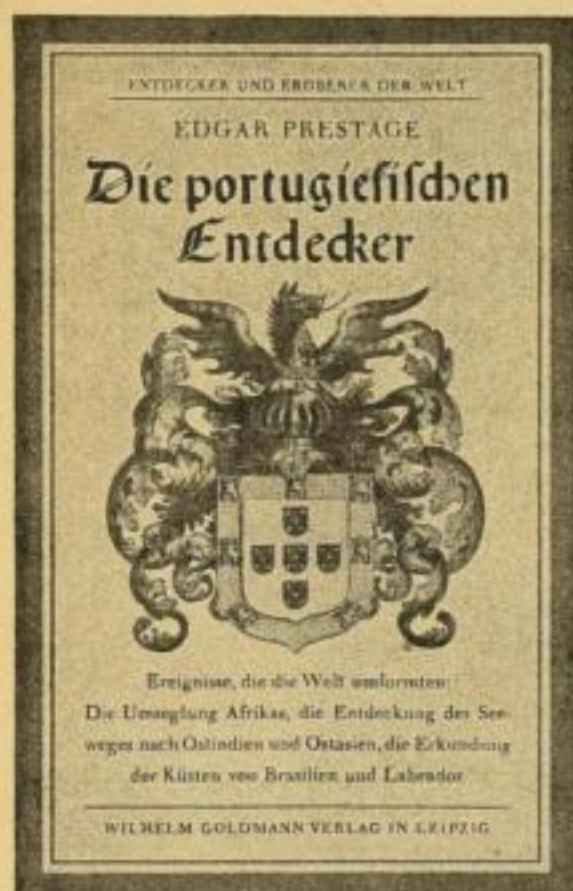 ENTDECKER UND EROBERER DER WELT
EDGAR PRESTAGE
Die portugieſiſchen
Entdecker
Ereignisse, die die Welt umformten:
Die Umseglung Afrikas, die Entdeckung des See-
weges nach Ostindien und Ostasien, die Erkundung
der Küsten von Brasilien und Labrador
WILHELM GOLDMANN VERLAG IN LEIPZIG